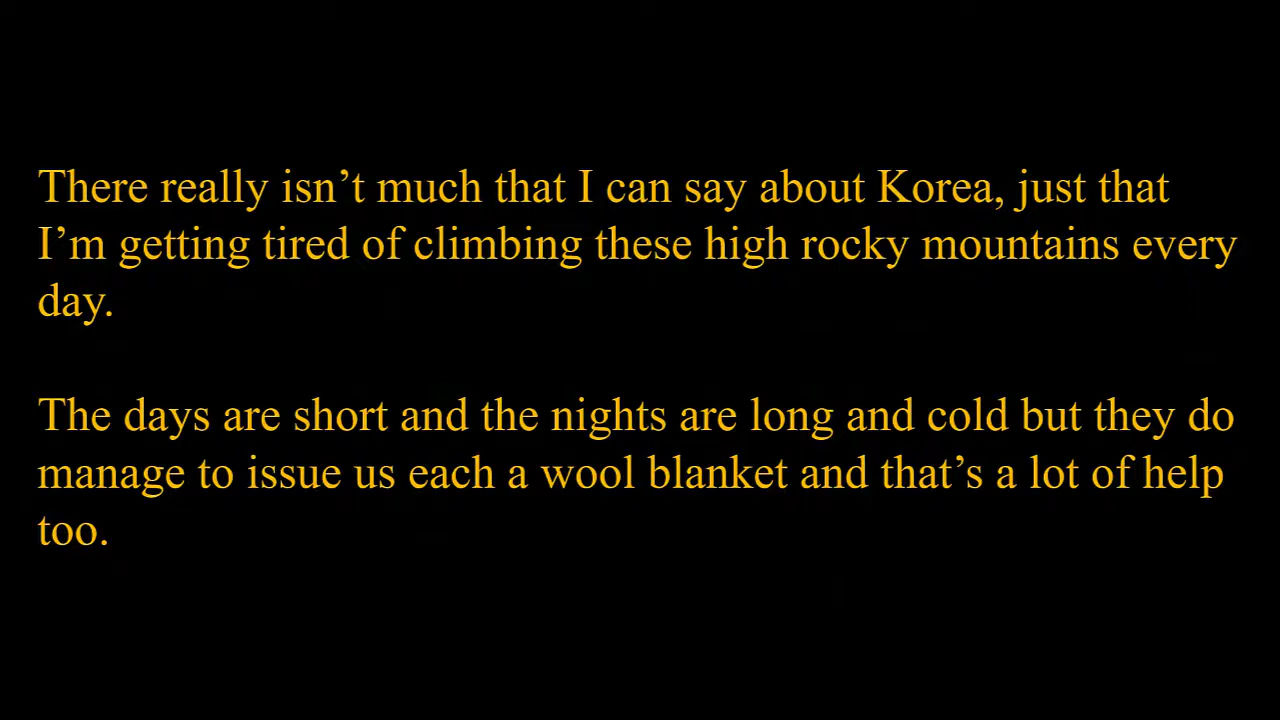 There really isn’t much that I can say about Korea, just that
I’m getting tired of climbing these high rocky mountains every
day.
The days are short and the nights are long and cold but they do
manage to issue us each a wool blanket and that’s a lot of help
too.